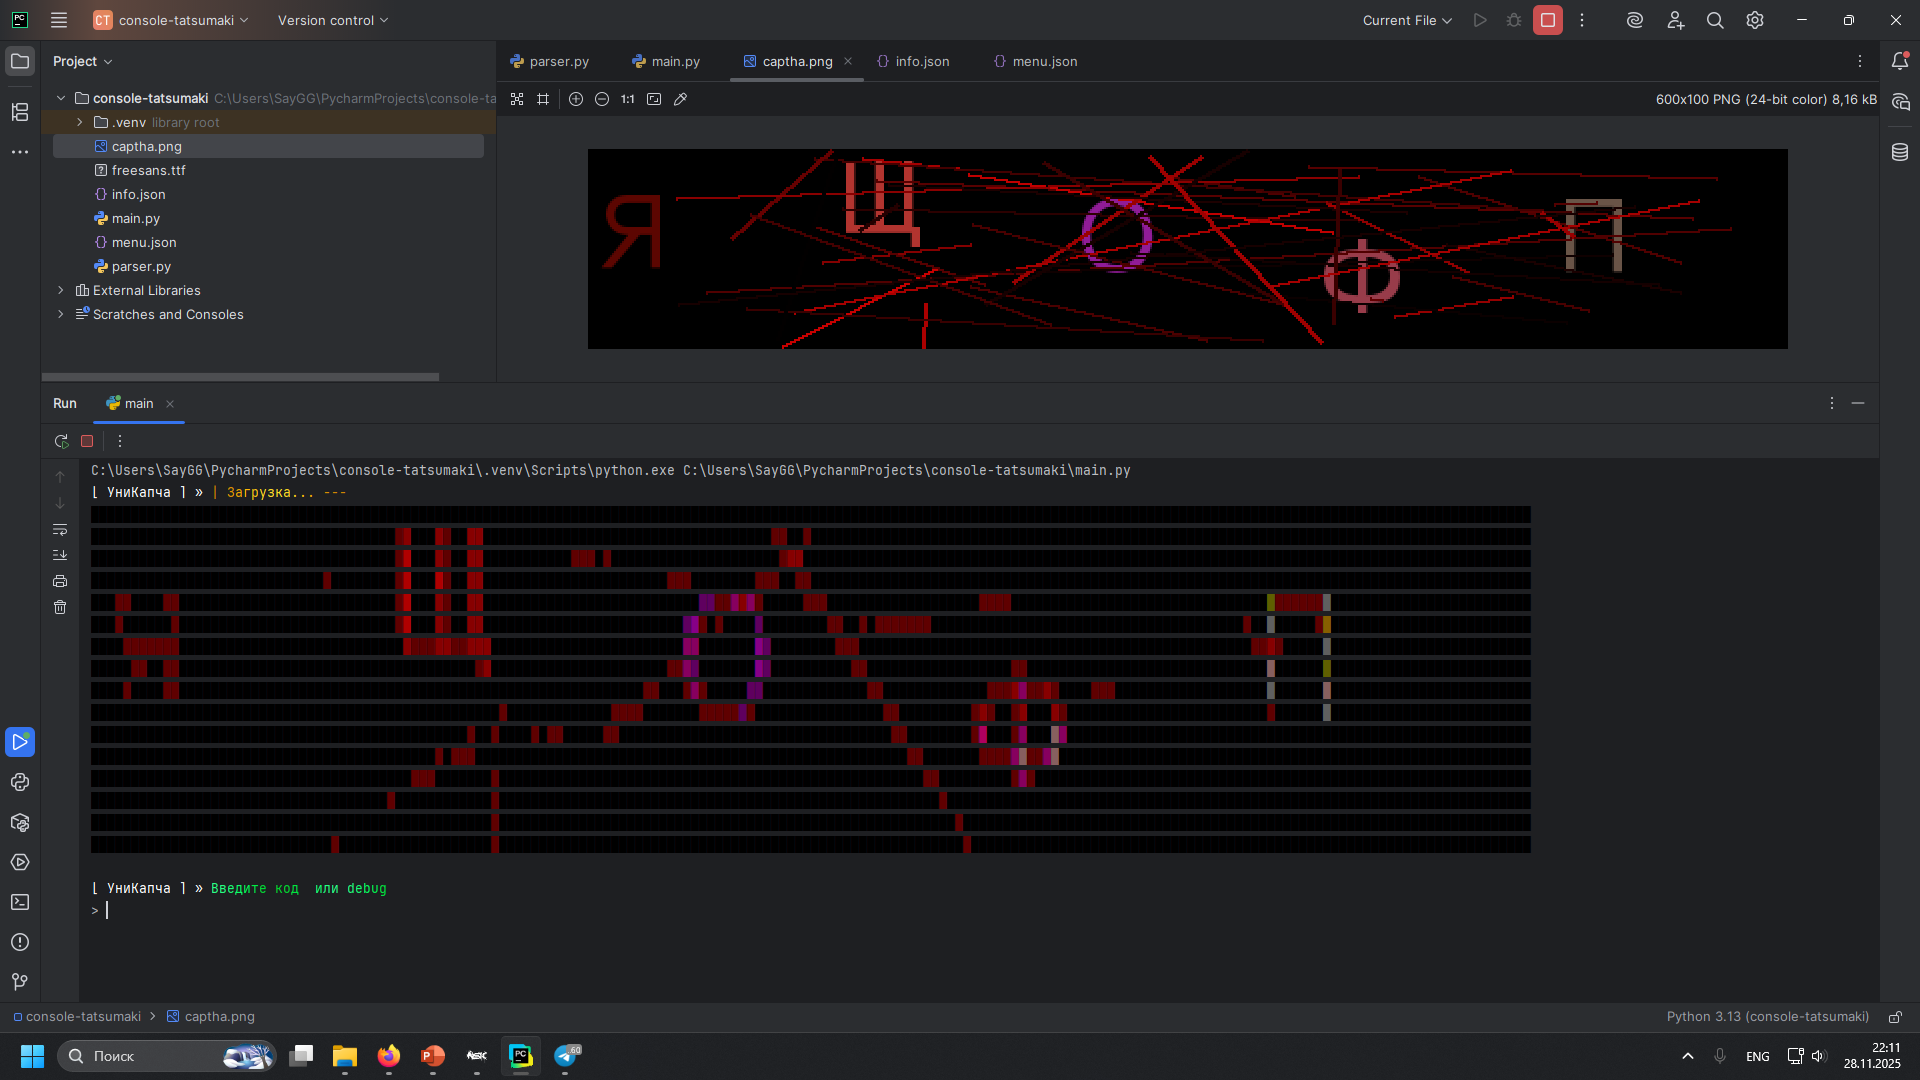 PC CT console-tatsumaki Version control Current File
Project parser.py main.py captha.png info.json menu.json
console-tatsumaki C:\Users\SayGG\PycharmProjects\console-ta
1:1 600x100 PNG (24-bit color) 8,16 kB
.venv library root
captha.png
freesans.ttf
info.json
main.py
menu.json
parser.py
External Libraries
Scratches and Consoles
Я Щ О Ф П
Run main
C:\Users\SayGG\PycharmProjects\console-tatsumaki\.venv\Scripts\python.exe C:\Users\SayGG\PycharmProjects\console-tatsumaki\main.py
⌊ УниКапча ⌉ » | Загрузка... ---
⌊ УниКапча ⌉ » Введите код или debug
>
console-tatsumaki > captha.png Python 3.13 (console-tatsumaki)
Поиск P PC 60 ENG 22:11
28.11.2025